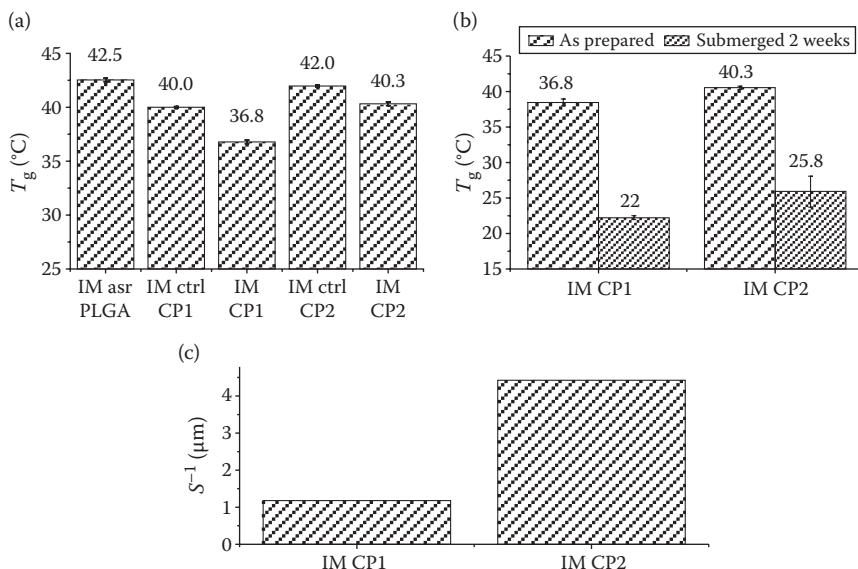 (a)
42.5
40.0
36.8
42.0
40.3
45
40
35
30
25
T_g (°C)
IM asr PLGA
IM ctrl CP1
IM CP1
IM ctrl CP2
IM CP2
(b)
As prepared
Submerged 2 weeks
36.8
22
40.3
25.8
45
40
35
30
25
20
15
T_g (°C)
IM CP1
IM CP2
(c)
4
3
2
1
0
S⁻¹ (μm)
IM CP1
IM CP2